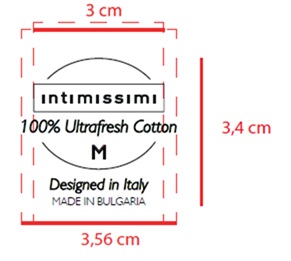 3 cm
intimissimi
100% Ultrafresh Cotton
M
Designed in Italy
MADE IN BULGARIA
3,4 cm
3,56 cm